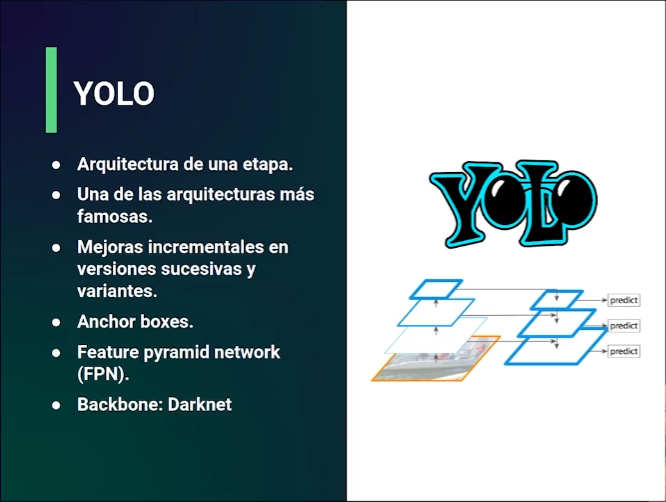 YOLO
● Arquitectura de una etapa.
● Una de las arquitecturas más
famosas.
● Mejoras incrementales en
versiones sucesivas y
variantes.
● Anchor boxes.
● Feature pyramid network
(FPN).
● Backbone: Darknet
YOLO
predict
predict
predict